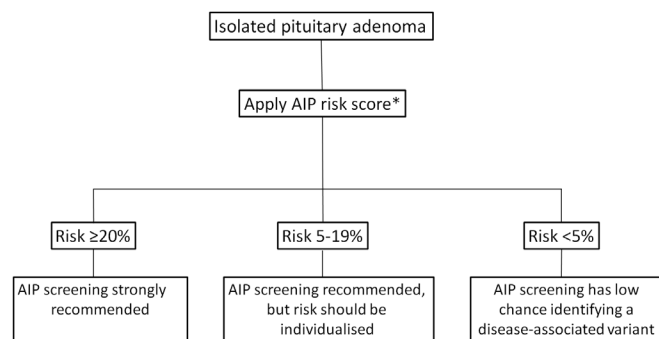 Isolated pituitary adenoma
Apply AIP risk score*
Risk ≥20%
Risk 5-19%
Risk <5%
AIP screening strongly
recommended
AIP screening recommended,
but risk should be
individualised
AIP screening has low
chance identifying a
disease-associated variant